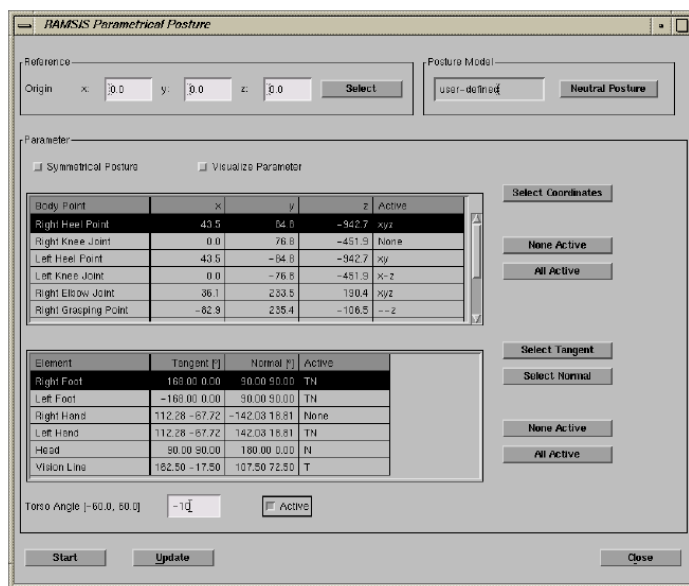 RAMSIS Parametrical Posture
Reference
Origin x: 0.0 y: 0.0 z: 0.0 Select
Posture Model
user-defined Neutral Posture
Parameter
Symmetrical Posture Visualize Parameter
Select Coordinates
Body Point x y z Active
Right Heel Point 43.5 84.8 -942.7 xyz
Right Knee Joint 0.0 76.8 -451.9 None
Left Heel Point 43.5 -84.8 -942.7 xy
Left Knee Joint 0.0 -76.8 -451.9 x-z
Right Elbow Joint 36.1 233.5 190.4 xyz
Right Grasping Point -82.9 235.4 -106.5 --z
None Active
All Active
Element Tangent [°] Normal [°] Active
Right Foot 168.00 0.00 90.00 90.00 TN
Left Foot -168.00 0.00 90.00 90.00 TN
Right Hand 112.28 -67.72 -142.03 18.81 None
Left Hand 112.28 -67.72 142.03 18.81 TN
Head 90.00 90.00 180.00 0.00 N
Vision Line 162.50 -17.50 107.50 72.50 T
Select Tangent
Select Normal
None Active
All Active
Torso Angle [-60.0, 60.0] -10 Active
Start Update Close